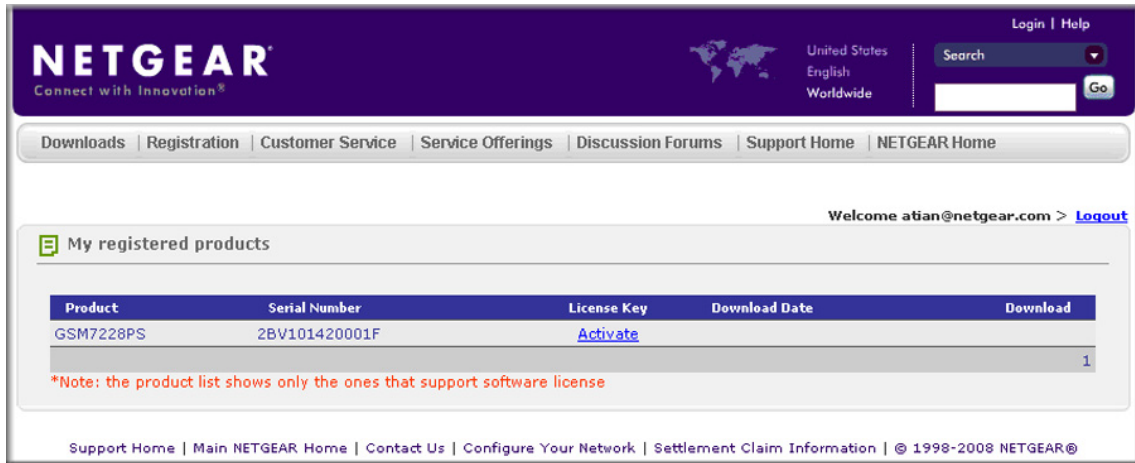 Login | Help
NETGEAR®
Connect with Innovation®
United States
English
Worldwide
Search
Go
Downloads | Registration | Customer Service | Service Offerings | Discussion Forums | Support Home | NETGEAR Home
Welcome atian@netgear.com > Logout
My registered products
Product Serial Number License Key Download Date Download
GSM7228PS 2BV101420001F Activate
1
*Note: the product list shows only the ones that support software license
Support Home | Main NETGEAR Home | Contact Us | Configure Your Network | Settlement Claim Information | © 1998-2008 NETGEAR®